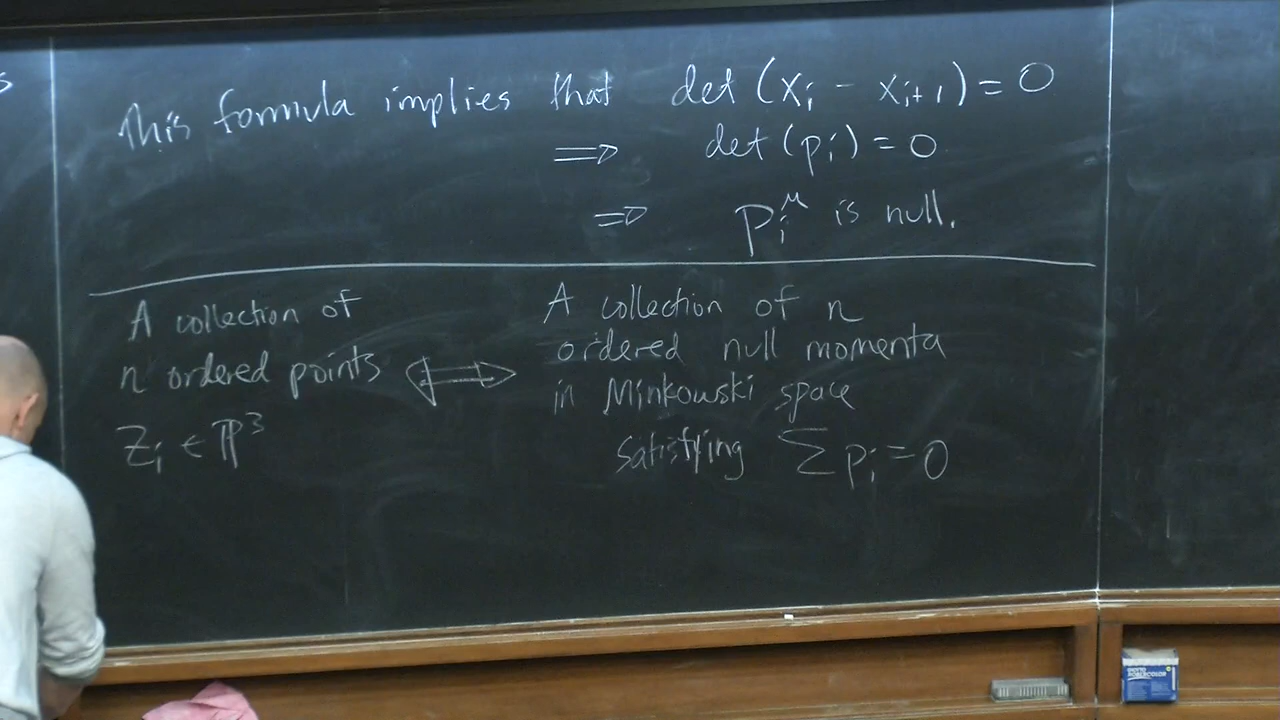 s
This formula implies that det (x_i - x_{i+1}) = 0
⟹ det (p_i) = 0
⟹ p_i^μ is null.
A collection of
n ordered points
Z_i ∈ ℙ³
⟺
A collection of n
ordered null momenta
in Minkowski space
satisfying ∑ p_i = 0